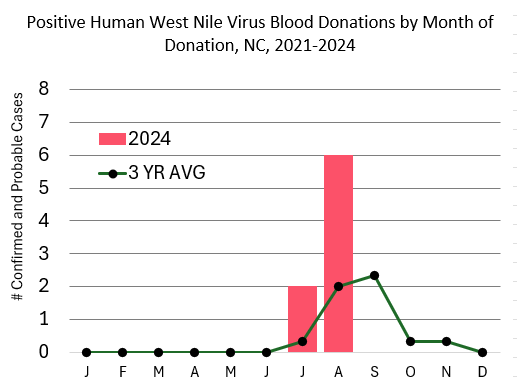 Positive Human West Nile Virus Blood Donations by Month of
Donation, NC, 2021-2024
# Confirmed and Probable Cases
8
7
6
5
4
3
2
1
0
2024
3 YR AVG
J F M A M J J A S O N D